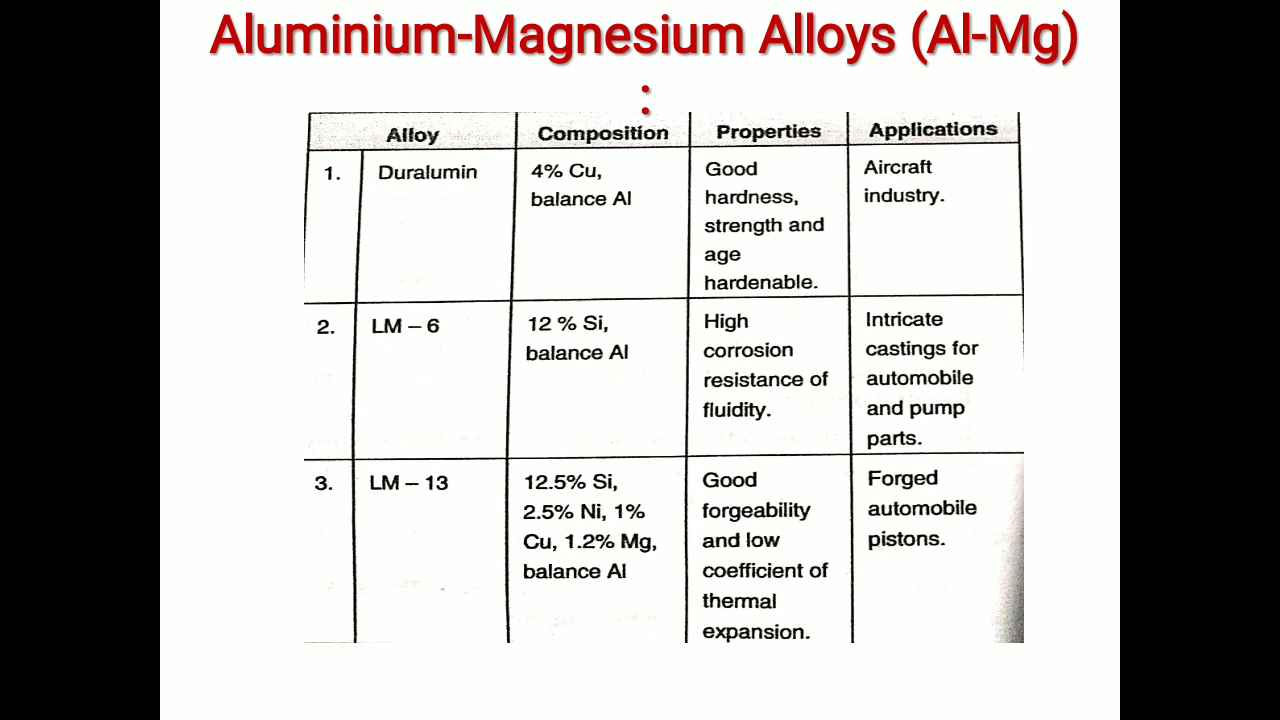 Aluminium-Magnesium Alloys (Al-Mg)
:
Alloy Composition Properties Applications
1. Duralumin 4% Cu, Good Aircraft
balance Al hardness, industry.
strength and
age
hardenable.
2. LM – 6 12 % Si, High Intricate
balance Al corrosion castings for
resistance of automobile
fluidity. and pump
parts.
3. LM – 13 12.5% Si, Good Forged
2.5% Ni, 1% forgeability automobile
Cu, 1.2% Mg, and low pistons.
balance Al coefficient of
thermal
expansion.